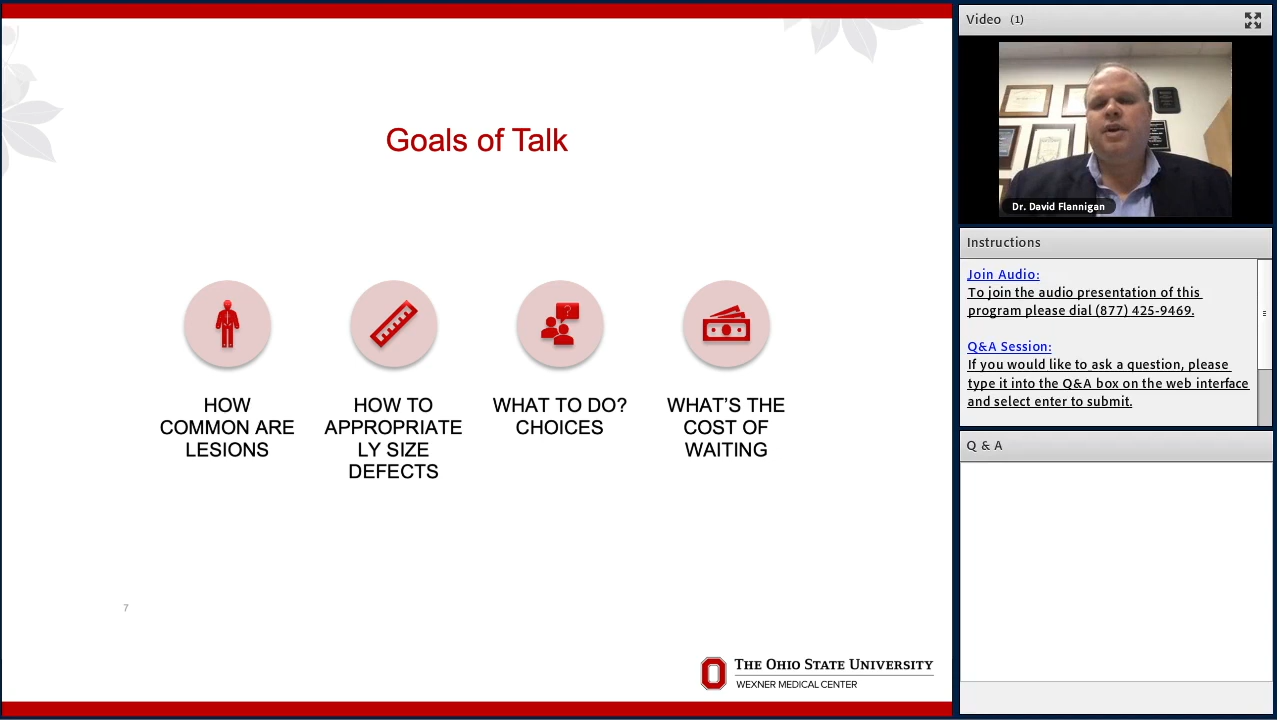 Goals of Talk
HOW
COMMON ARE
LESIONS
HOW TO
APPROPRIATE
LY SIZE
DEFECTS
?
WHAT TO DO?
CHOICES
WHAT'S THE
COST OF
WAITING
7
THE OHIO STATE UNIVERSITY
WEXNER MEDICAL CENTER
Video (1)
Dr. David Flannigan
Instructions
Join Audio:
To join the audio presentation of this
program please dial (877) 425-9469.
Q&A Session:
If you would like to ask a question, please
type it into the Q&A box on the web interface
and select enter to submit.
Q & A